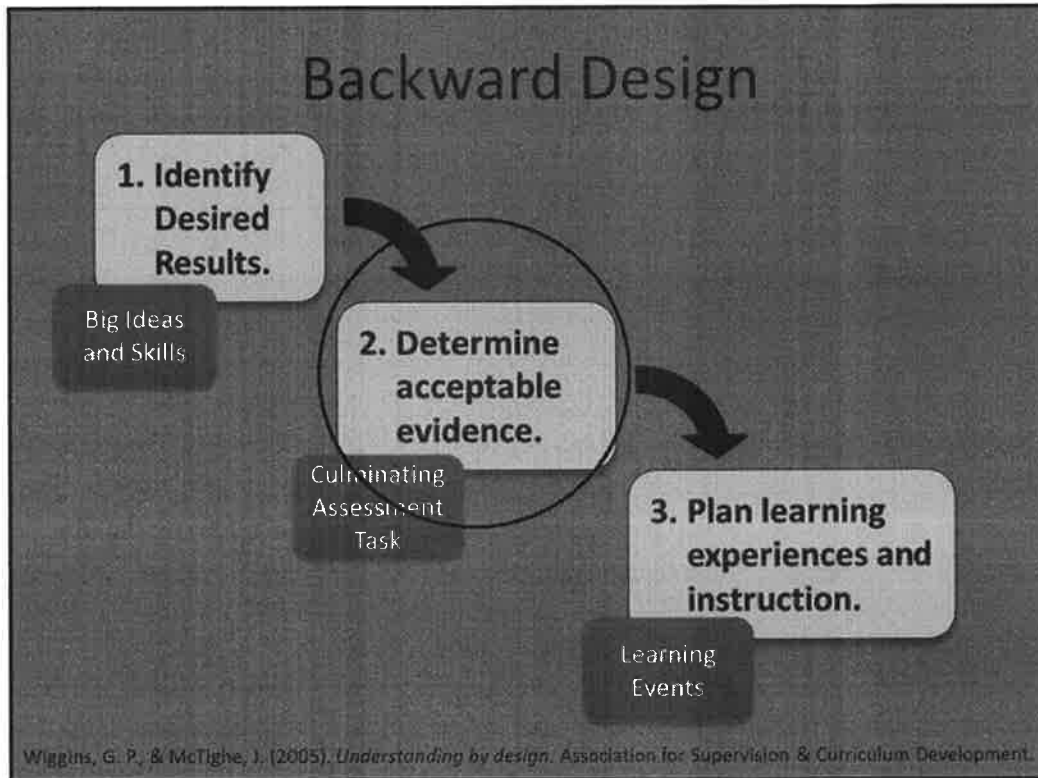 Backward Design
1. Identify
Desired
Results.
Big Ideas
and Skills
2. Determine
acceptable
evidence.
Culminating
Assessment
Task
3. Plan learning
experiences and
instruction.
Learning
Events
Wiggins, G. P., & McTighe, J. (2005). Understanding by design. Association for Supervision & Curriculum Development.